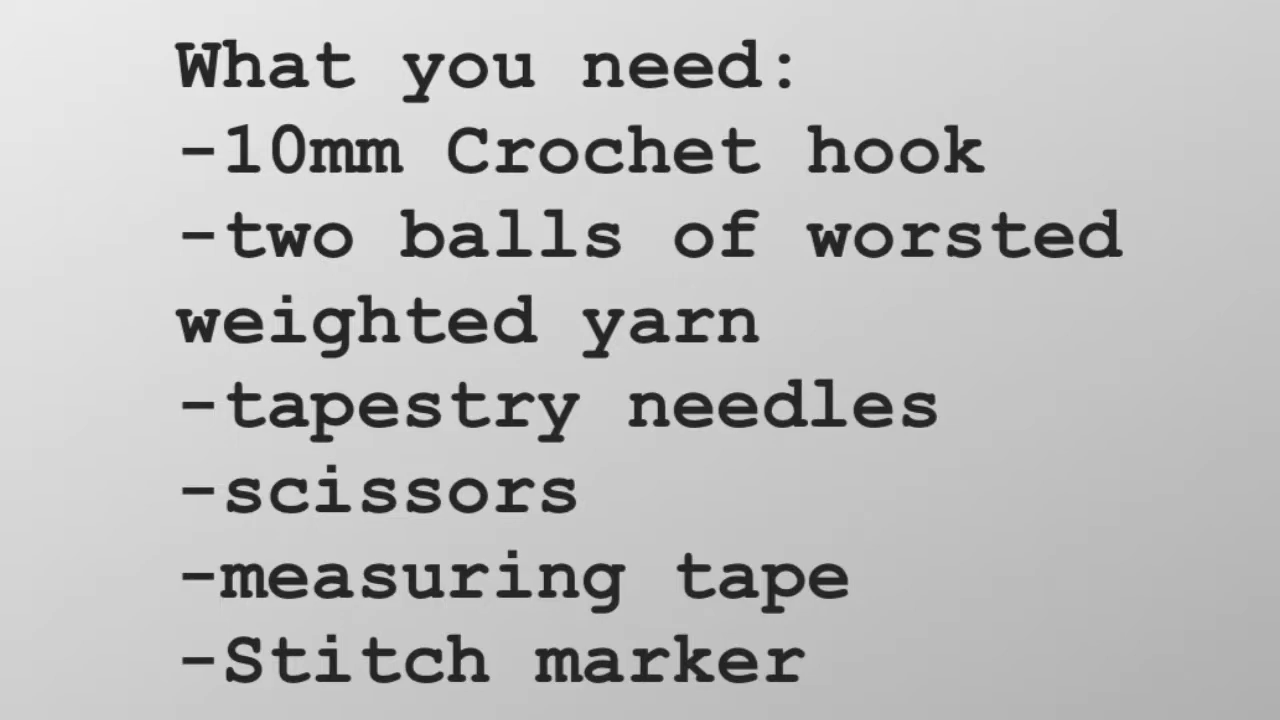 What you need:
-10mm Crochet hook
-two balls of worsted
weighted yarn
-tapestry needles
-scissors
-measuring tape
-Stitch marker